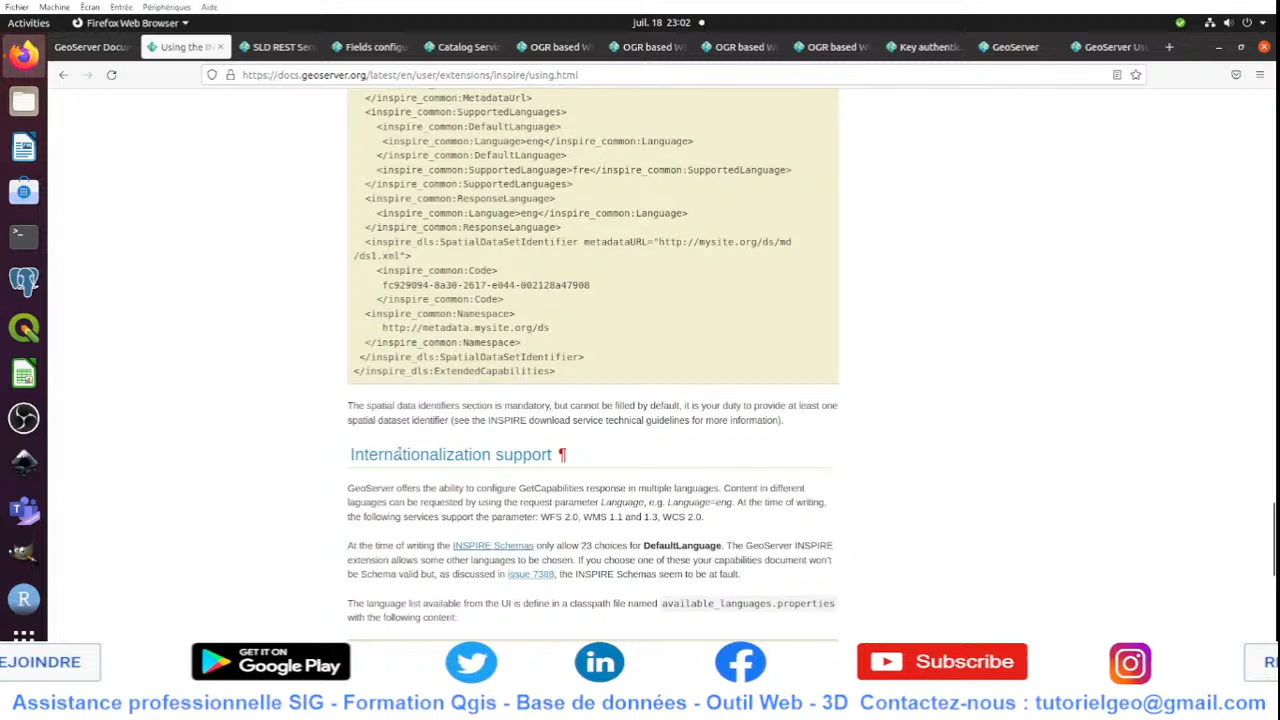 Fichier Machine Écran Entrée Périphériques Aide
Activities Firefox Web Browser juil. 18 23:02
GeoServer Docu Using the IN SLD REST Ser Fields configu Catalog Servic OGR based W OGR based W OGR based W OGR based W Key authentic GeoServer GeoServer Use
https://docs.geoserver.org/latest/en/user/extensions/inspire/using.html
</inspire_common:MetadataUrl>
<inspire_common:SupportedLanguages>
<inspire_common:DefaultLanguage>
<inspire_common:Language>eng</inspire_common:Language>
</inspire_common:DefaultLanguage>
<inspire_common:SupportedLanguage>fre</inspire_common:SupportedLanguage>
</inspire_common:SupportedLanguages>
<inspire_common:ResponseLanguage>
<inspire_common:Language>eng</inspire_common:Language>
</inspire_common:ResponseLanguage>
<inspire_dls:SpatialDataSetIdentifier metadataURL="http://mysite.org/ds/md
/ds1.xml">
<inspire_common:Code>
fc929094-8a30-2617-e044-002128a47908
</inspire_common:Code>
<inspire_common:Namespace>
http://metadata.mysite.org/ds
</inspire_common:Namespace>
</inspire_dls:SpatialDataSetIdentifier>
</inspire_dls:ExtendedCapabilities>
The spatial data identifiers section is mandatory, but cannot be filled by default, it is your duty to provide at least one
spatial dataset identifier (see the INSPIRE download service technical guidelines for more information).
Internationalization support ¶
GeoServer offers the ability to configure GetCapabilities response in multiple languages. Content in different
laguages can be requested by using the request parameter Language, e.g. Language=eng. At the time of writing,
the following services support the parameter: WFS 2.0, WMS 1.1 and 1.3, WCS 2.0.
At the time of writing the INSPIRE Schemas only allow 23 choices for DefaultLanguage. The GeoServer INSPIRE
extension allows some other languages to be chosen. If you choose one of these your capabilities document won't
be Schema valid but, as discussed in issue 7388, the INSPIRE Schemas seem to be at fault.
The language list available from the UI is define in a classpath file named available_languages.properties
with the following content:
EJOINDRE GET IT ON Google Play Subscribe
Assistance professionnelle SIG - Formation Qgis - Base de données - Outil Web - 3D Contactez-nous : tutorielgeo@gmail.com